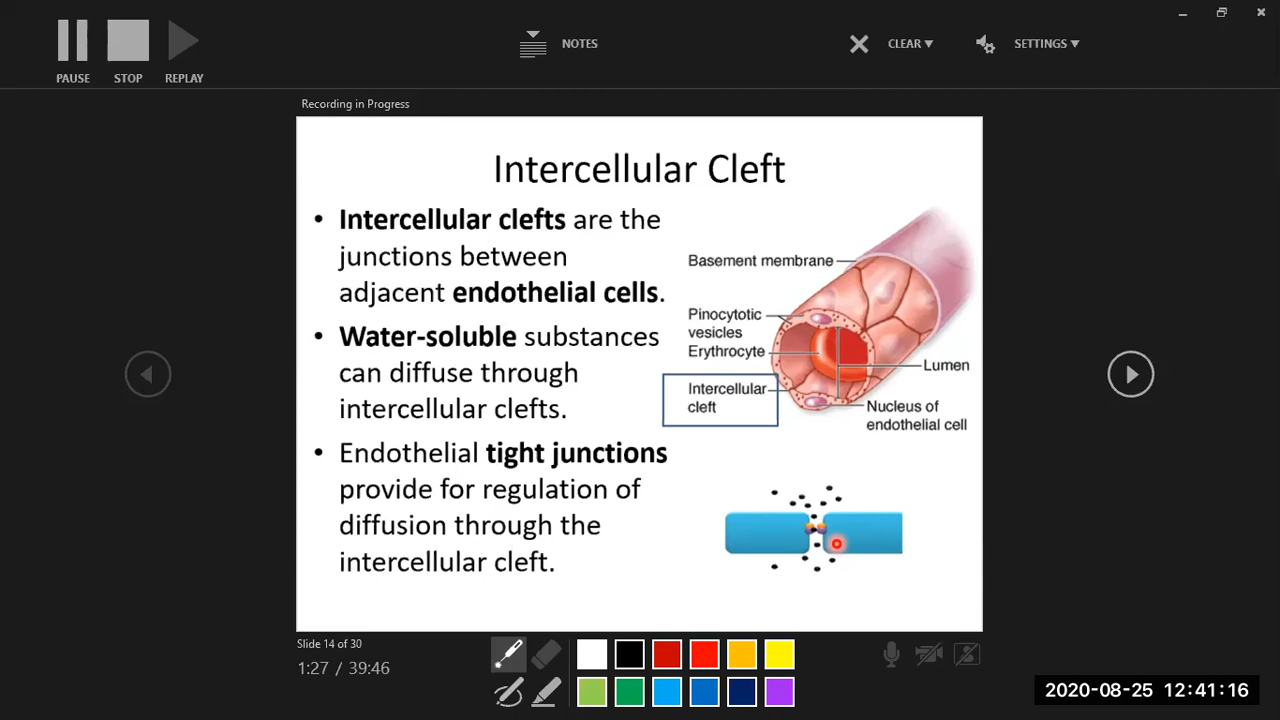 PAUSE
STOP
REPLAY
NOTES
CLEAR
SETTINGS
Recording in Progress
Intercellular Cleft
• Intercellular clefts are the
junctions between
adjacent endothelial cells.
• Water-soluble substances
can diffuse through
intercellular clefts.
• Endothelial tight junctions
provide for regulation of
diffusion through the
intercellular cleft.
Basement membrane
Pinocytotic
vesicles
Erythrocyte
Intercellular
cleft
Lumen
Nucleus of
endothelial cell
Slide 14 of 30
1:27 / 39:46
2020-08-25 12:41:16